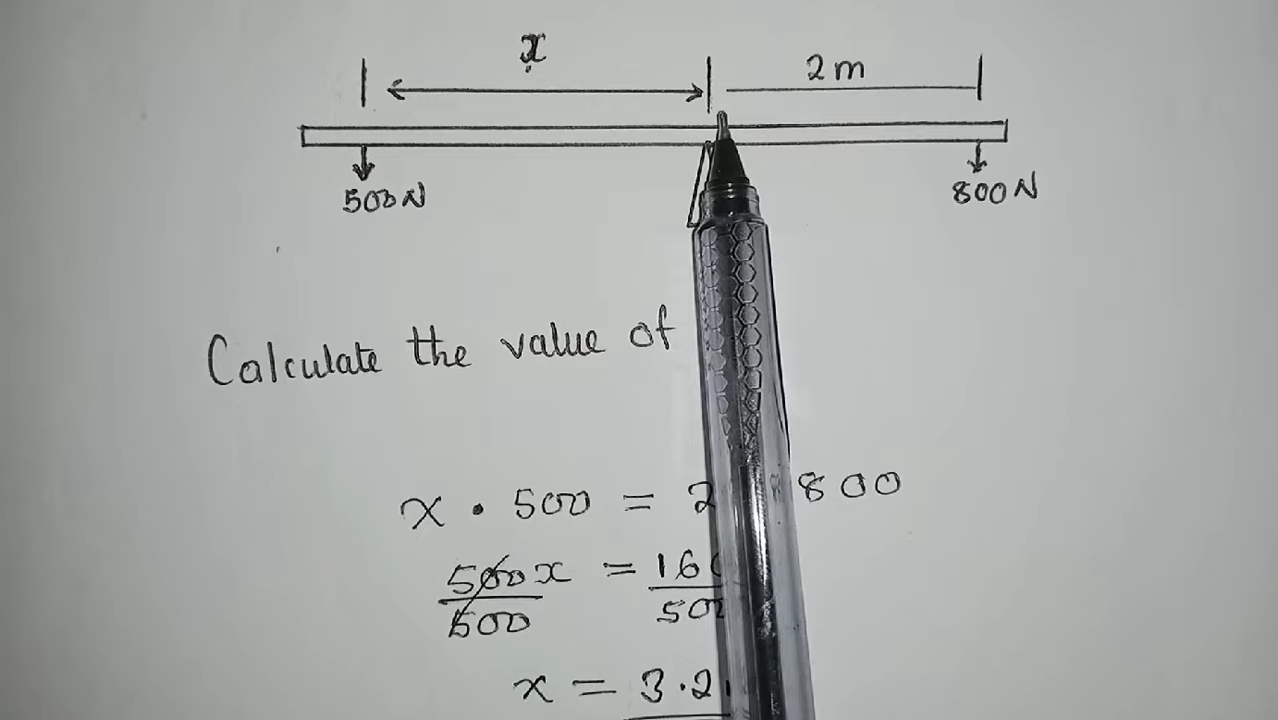 x
2m
500N
800N
Calculate the value of
x · 500 = 2 800
500x = 16
500 50
x = 3.2